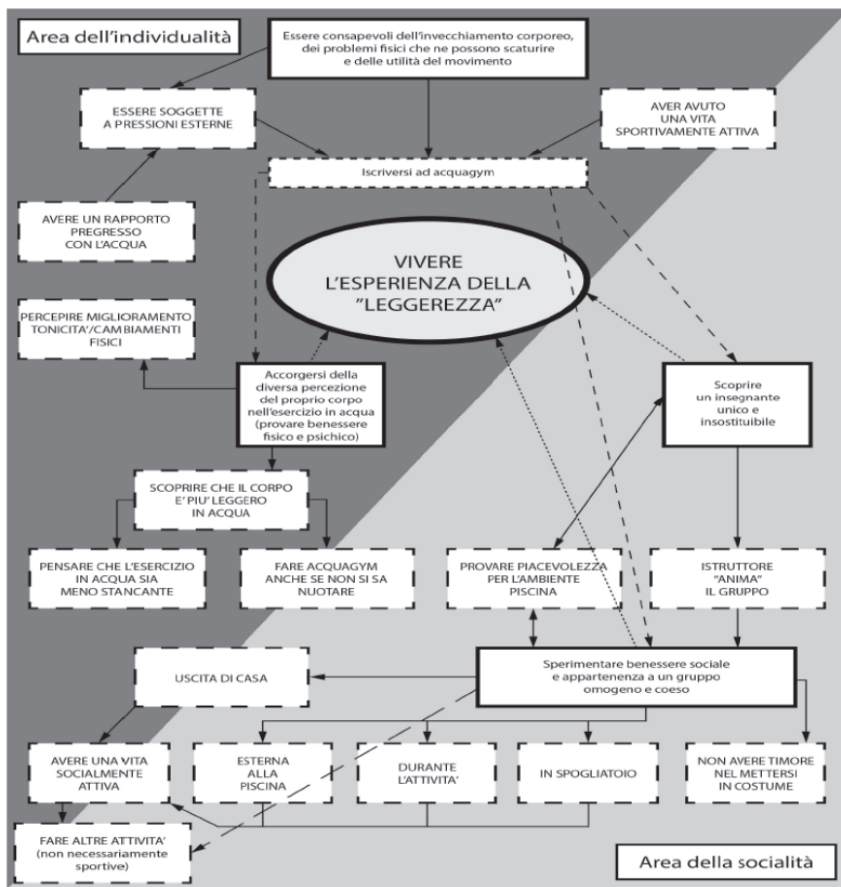 Area dell'individualità
Essere consapevoli dell'invecchiamento corporeo,
dei problemi fisici che ne possono scaturire
e delle utilità del movimento
ESSERE SOGGETTE
A PRESSIONI ESTERNE
AVER AVUTO
UNA VITA
SPORTIVAMENTE ATTIVA
Iscriversi ad acquagym
AVERE UN RAPPORTO
PREGRESSO
CON L'ACQUA
VIVERE
L'ESPERIENZA DELLA
"LEGGEREZZA"
PERCEPIRE MIGLIORAMENTO
TONICITA'/CAMBIAMENTI
FISICI
Accorgersi della
diversa percezione
del proprio corpo
nell'esercizio in acqua
(provare benessere
fisico e psichico)
Scoprire
un insegnante
unico e
insostituibile
SCOPRIRE CHE IL CORPO
E' PIU' LEGGERO
IN ACQUA
PENSARE CHE L'ESERCIZIO
IN ACQUA SIA
MENO STANCANTE
FARE ACQUAGYM
ANCHE SE NON SI SA
NUOTARE
PROVARE PIACEVOLEZZA
PER L'AMBIENTE
PISCINA
ISTRUTTORE
"ANIMA"
IL GRUPPO
USCITA DI CASA
Sperimentare benessere sociale
e appartenenza a un gruppo
omogeno e coeso
AVERE UNA VITA
SOCIALMENTE
ATTIVA
ESTERNA
ALLA
PISCINA
DURANTE
L'ATTIVITA'
IN SPOGLIATOIO
NON AVERE TIMORE
NEL METTERSI
IN COSTUME
FARE ALTRE ATTIVITA'
(non necessariamente
sportive)
Area della socialità